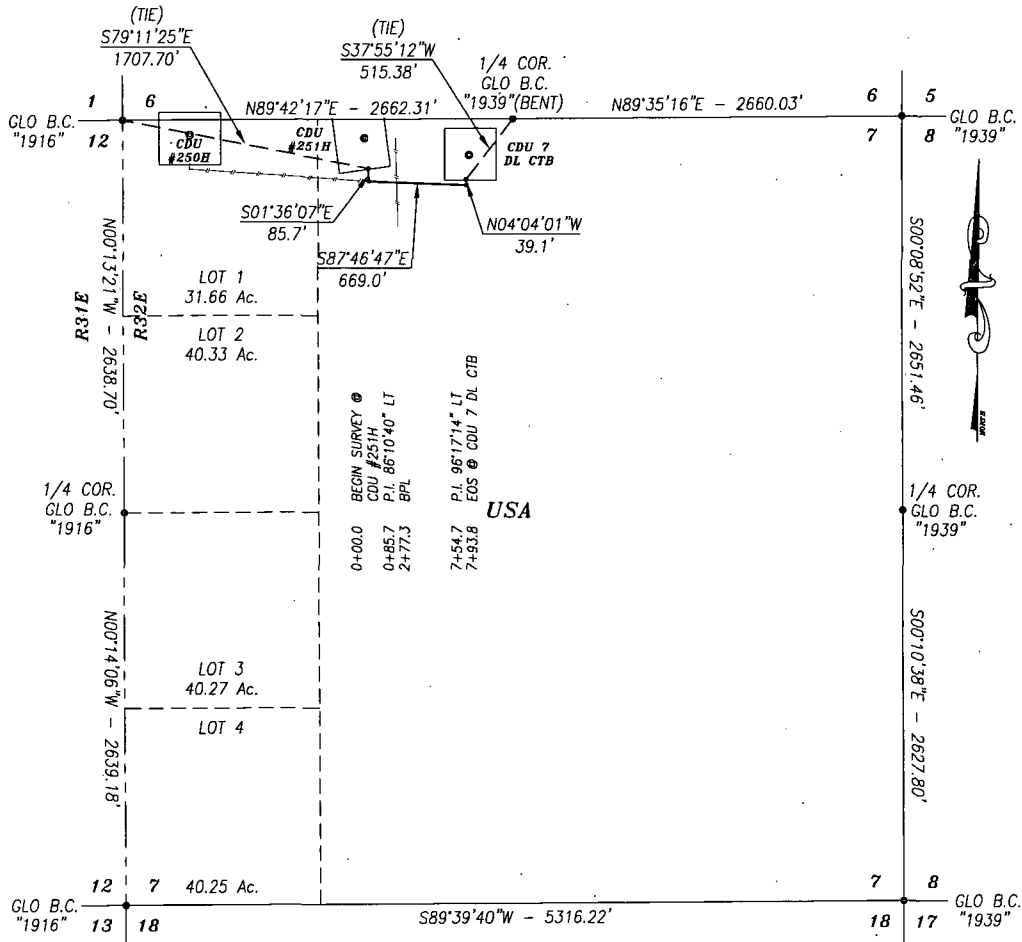 (TIE)
S79°11'25"E
1707.70'
(TIE)
S37°55'12"W
515.38'
1/4 COR.
GLO B.C.
"1939"(BENT)
1
6
N89°42'17"E - 2662.31'
N89°35'16"E - 2660.03'
6
5
GLO B.C.
"1916"
12
CDU
#250H
CDU
#251H
CDU 7
DL CTB
7
8
GLO B.C.
"1939"
S01°36'07"E
85.7'
N04°04'01"W
39.1'
S87°46'47"E
669.0'
N00°13'21"W - 2638.70'
S00°08'52"E - 2651.46'
LOT 1
31.66 Ac.
R31E
R32E
LOT 2
40.33 Ac.
NORTH
0+00.0 BEGIN SURVEY @
CDU #251H
0+85.7 P.I. 86°10'40" LT
2+77.3 BPL
7+54.7 P.I. 96°17'14" LT
7+93.8 EOS @ CDU 7 DL CTB
USA
1/4 COR.
GLO B.C.
"1916"
1/4 COR.
GLO B.C.
"1939"
N00°14'06"W - 2639.18'
S00°10'38"E - 2627.80'
LOT 3
40.27 Ac.
LOT 4
12
7
40.25 Ac.
7
8
GLO B.C.
"1916"
13
18
S89°39'40"W - 5316.22'
18
17
GLO B.C.
"1939"